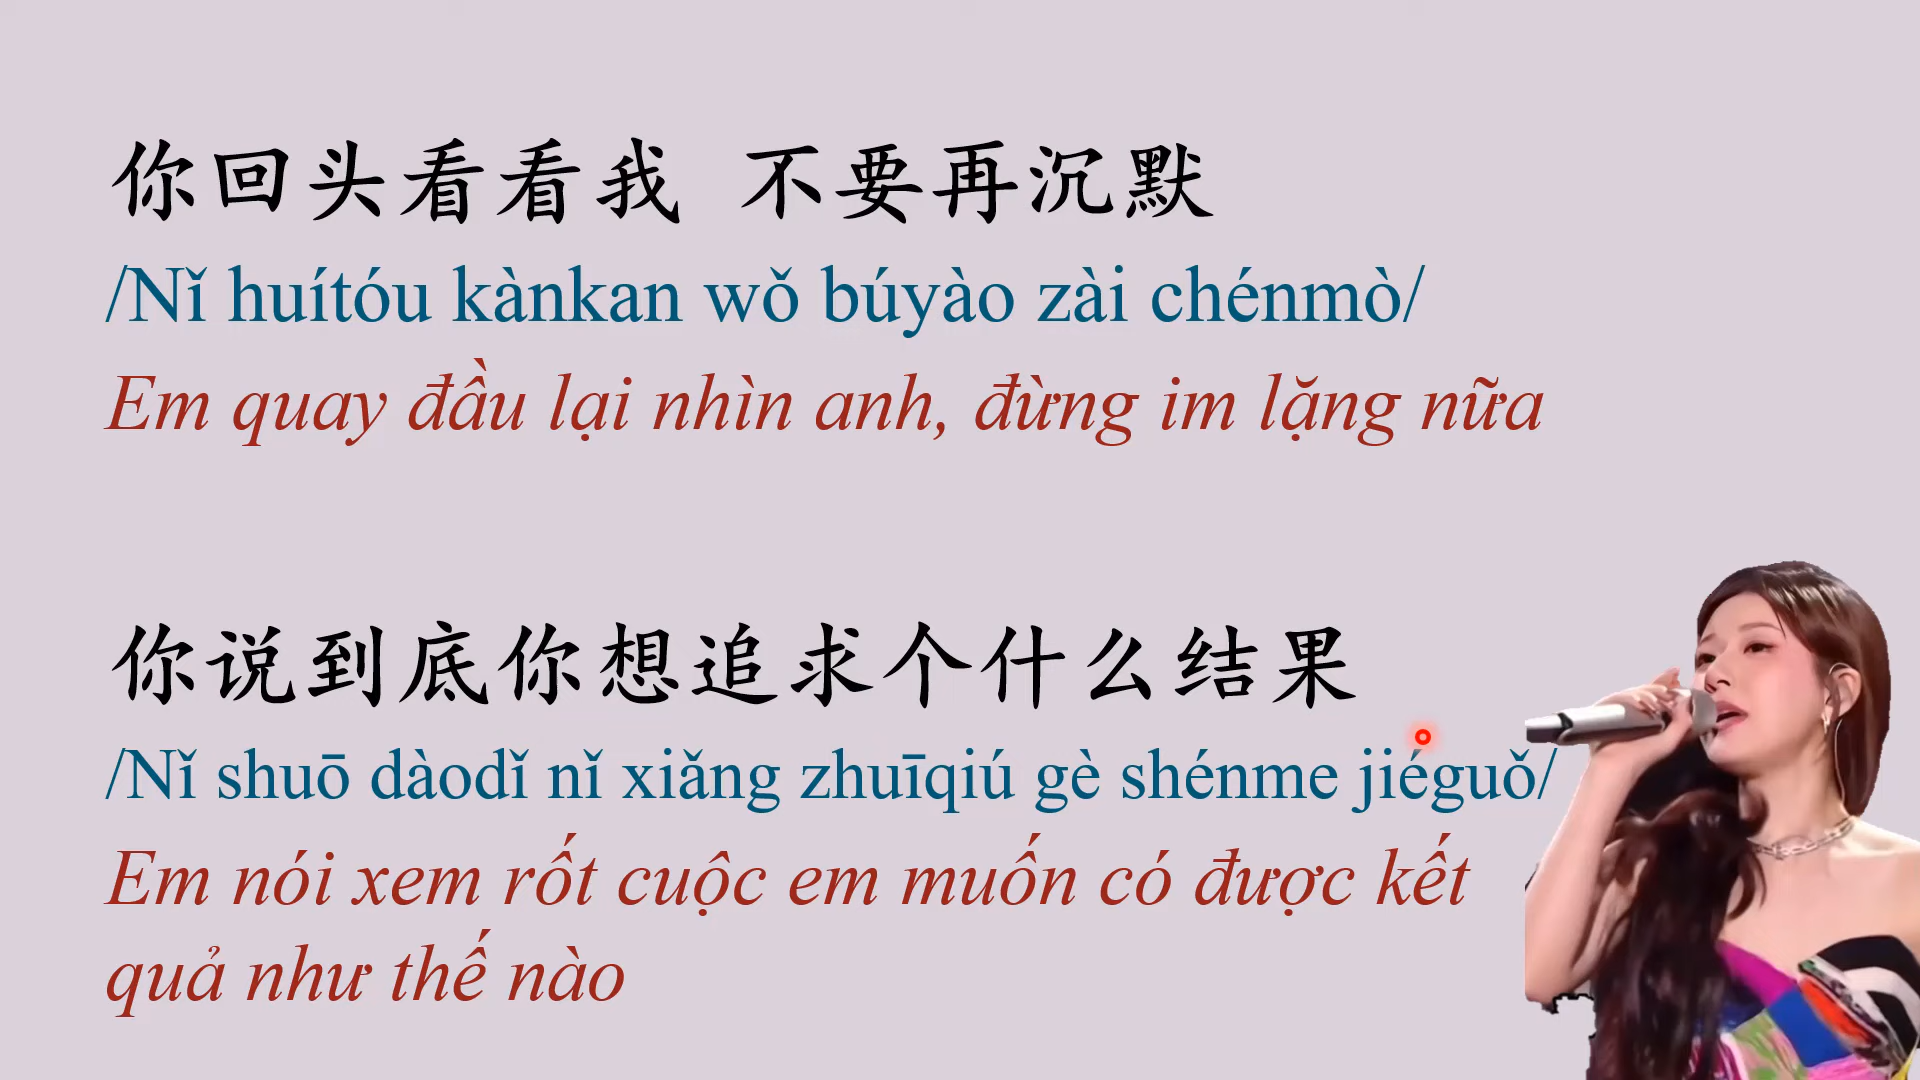 你回头看看我 不要再沉默
/Nǐ huítóu kànkan wǒ búyào zài chénmò/
Em quay đầu lại nhìn anh, đừng im lặng nữa
你说到底你想追求个什么结果
/Nǐ shuō dàodǐ nǐ xiǎng zhuīqiú gè shénme jiéguǒ/
Em nói xem rốt cuộc em muốn có được kết
quả như thế nào